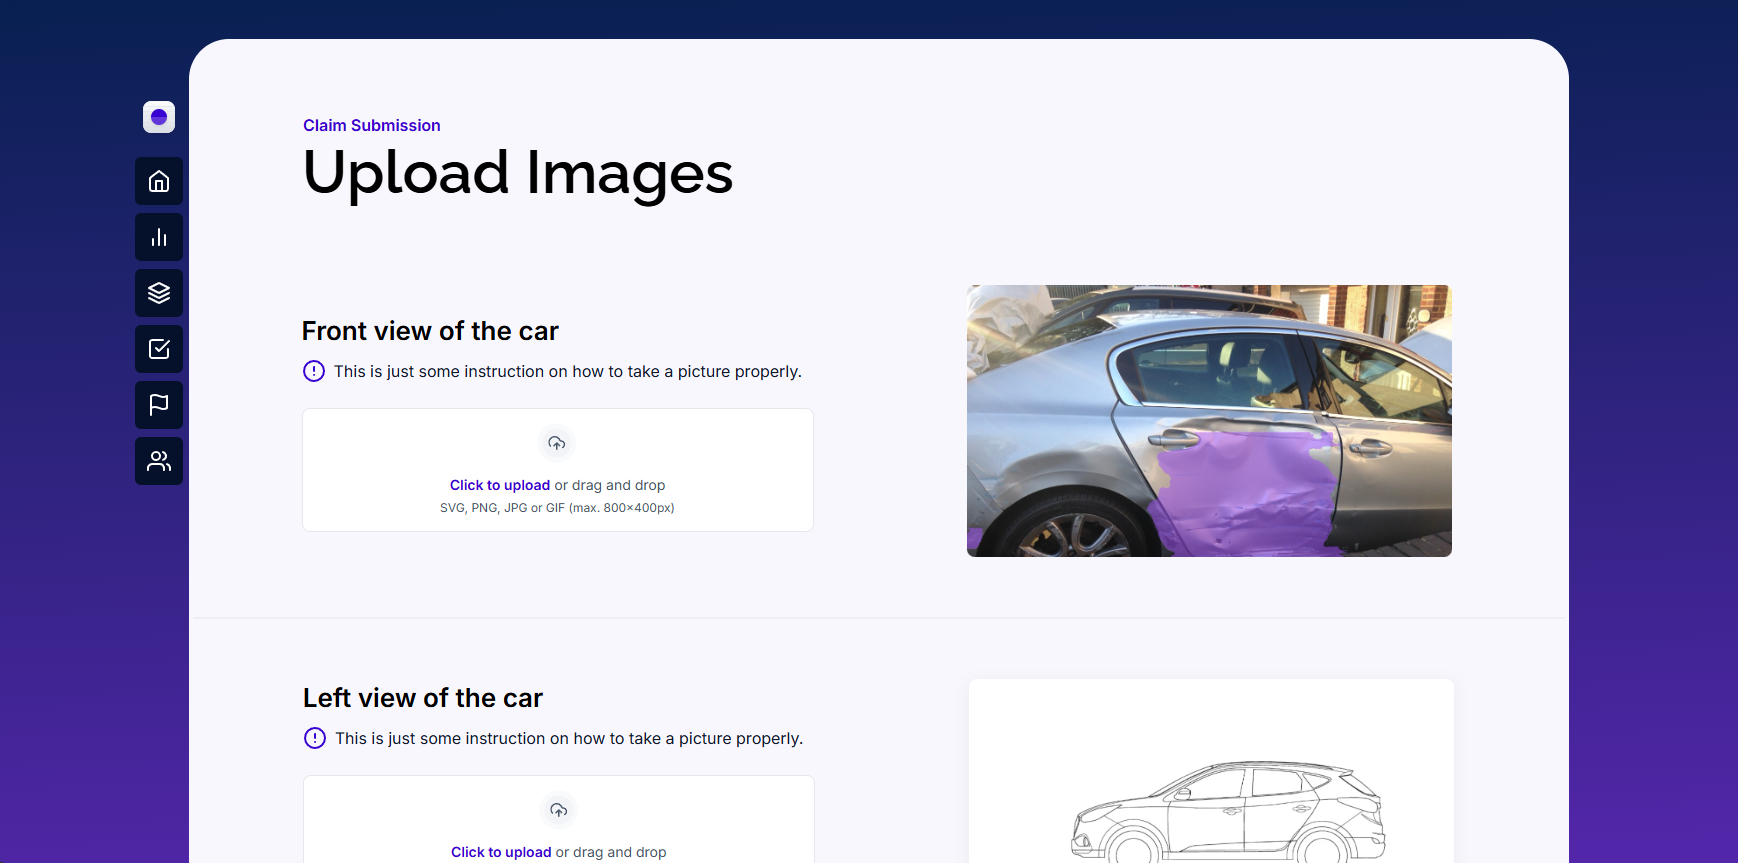 Claim Submission
Upload Images
Front view of the car
This is just some instruction on how to take a picture properly.
Click to upload or drag and drop
SVG, PNG, JPG or GIF (max. 800×400px)
Left view of the car
This is just some instruction on how to take a picture properly.
Click to upload or drag and drop